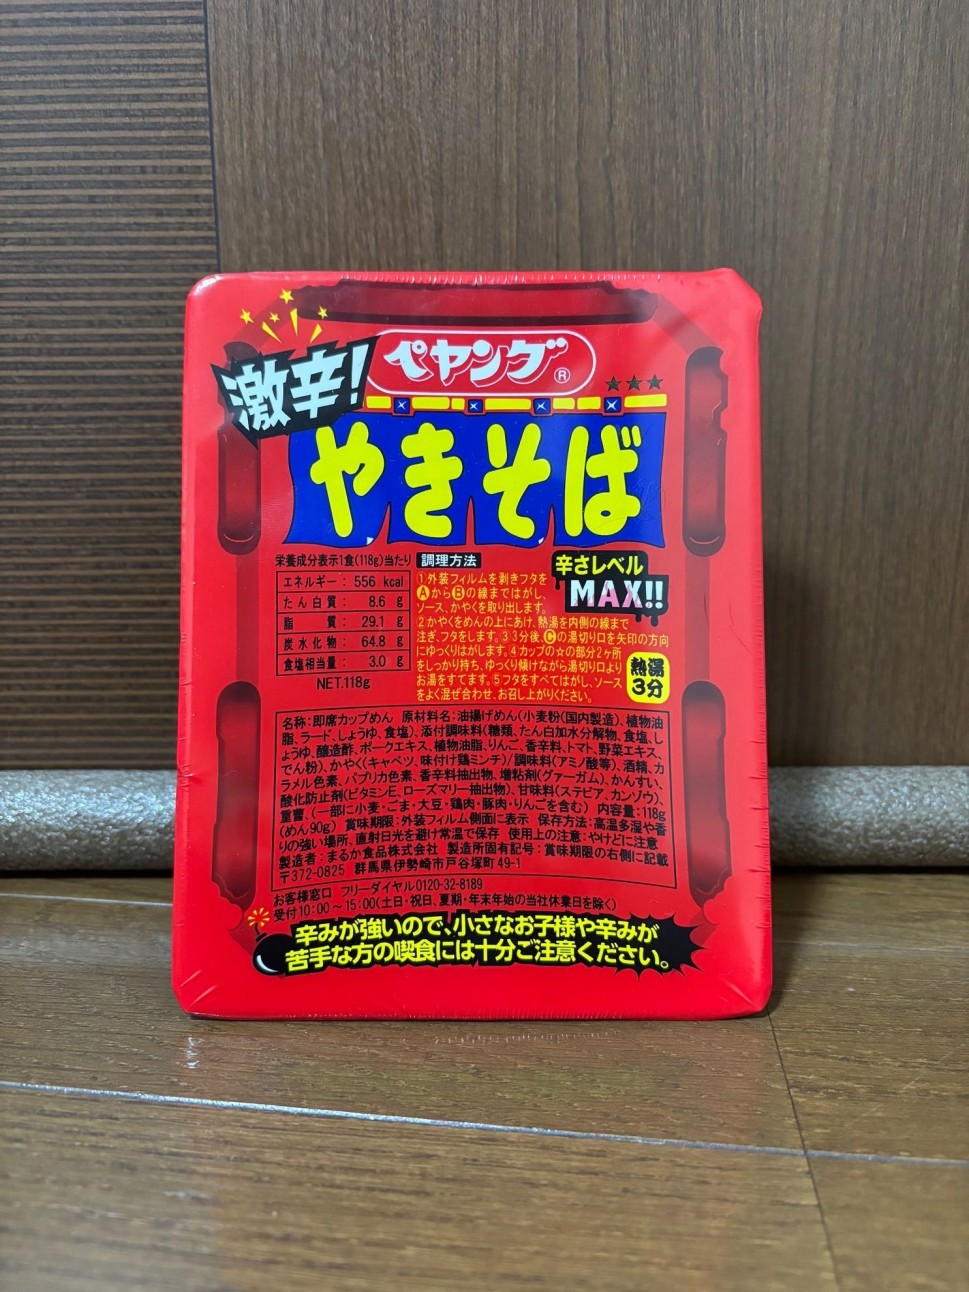 激辛!
ペヤング®
★★★
やきそば
栄養成分表示1食(118g)当たり
エネルギー: 556 kcal
たん白質: 8.6 g
脂質: 29.1 g
炭水化物: 64.8 g
食塩相当量: 3.0 g
NET.118g
調理方法
辛さレベル
MAX!!
①外装フィルムを剥きフタを
ⒶからⒷの線まではがし、
ソース、かやくを取り出します。
②かやくをめんの上にあけ、熱湯を内側の線まで
注ぎ、フタをします。③3分後、Ⓒの湯切り口を矢印の方向
にゆっくりはがします。④カップの☆の部分2ヶ所
をしっかり持ち、ゆっくり傾けながら湯切り口より
お湯をすてます。⑤フタをすべてはがし、ソース
をよく混ぜ合わせ、お召し上がりください。
熱湯
3分
名称:即席カップめん 原材料名:油揚げめん(小麦粉(国内製造)、植物油
脂、ラード、しょうゆ、食塩)、添付調味料(糖類、たん白加水分解物、食塩、し
ょうゆ、醸造酢、ポークエキス、植物油脂、りんご、香辛料、トマト、野菜エキス、
でん粉)、かやく(キャベツ、味付け鶏ミンチ)/調味料(アミノ酸等)、酒精、カ
ラメル色素、パプリカ色素、香辛料抽出物、増粘剤(グァーガム)、かんすい、
酸化防止剤(ビタミンE、ローズマリー抽出物)、甘味料(ステビア、カンゾウ)、
重曹、(一部に小麦・ごま・大豆・鶏肉・豚肉・りんごを含む) 内容量:118g
(めん90g) 賞味期限:外装フィルム側面に表示 保存方法:高温多湿や香
りの強い場所、直射日光を避け常温で保存 使用上の注意:やけどに注意
製造者:まるか食品株式会社 製造所固有記号:賞味期限の右側に記載
〒372-0825 群馬県伊勢崎市戸谷塚町49-1
お客様窓口 フリーダイヤル0120-32-8189
受付10:00～15:00(土日・祝日、夏期・年末年始の当社休業日を除く)
辛みが強いので、小さなお子様や辛みが
苦手な方の喫食には十分ご注意ください。